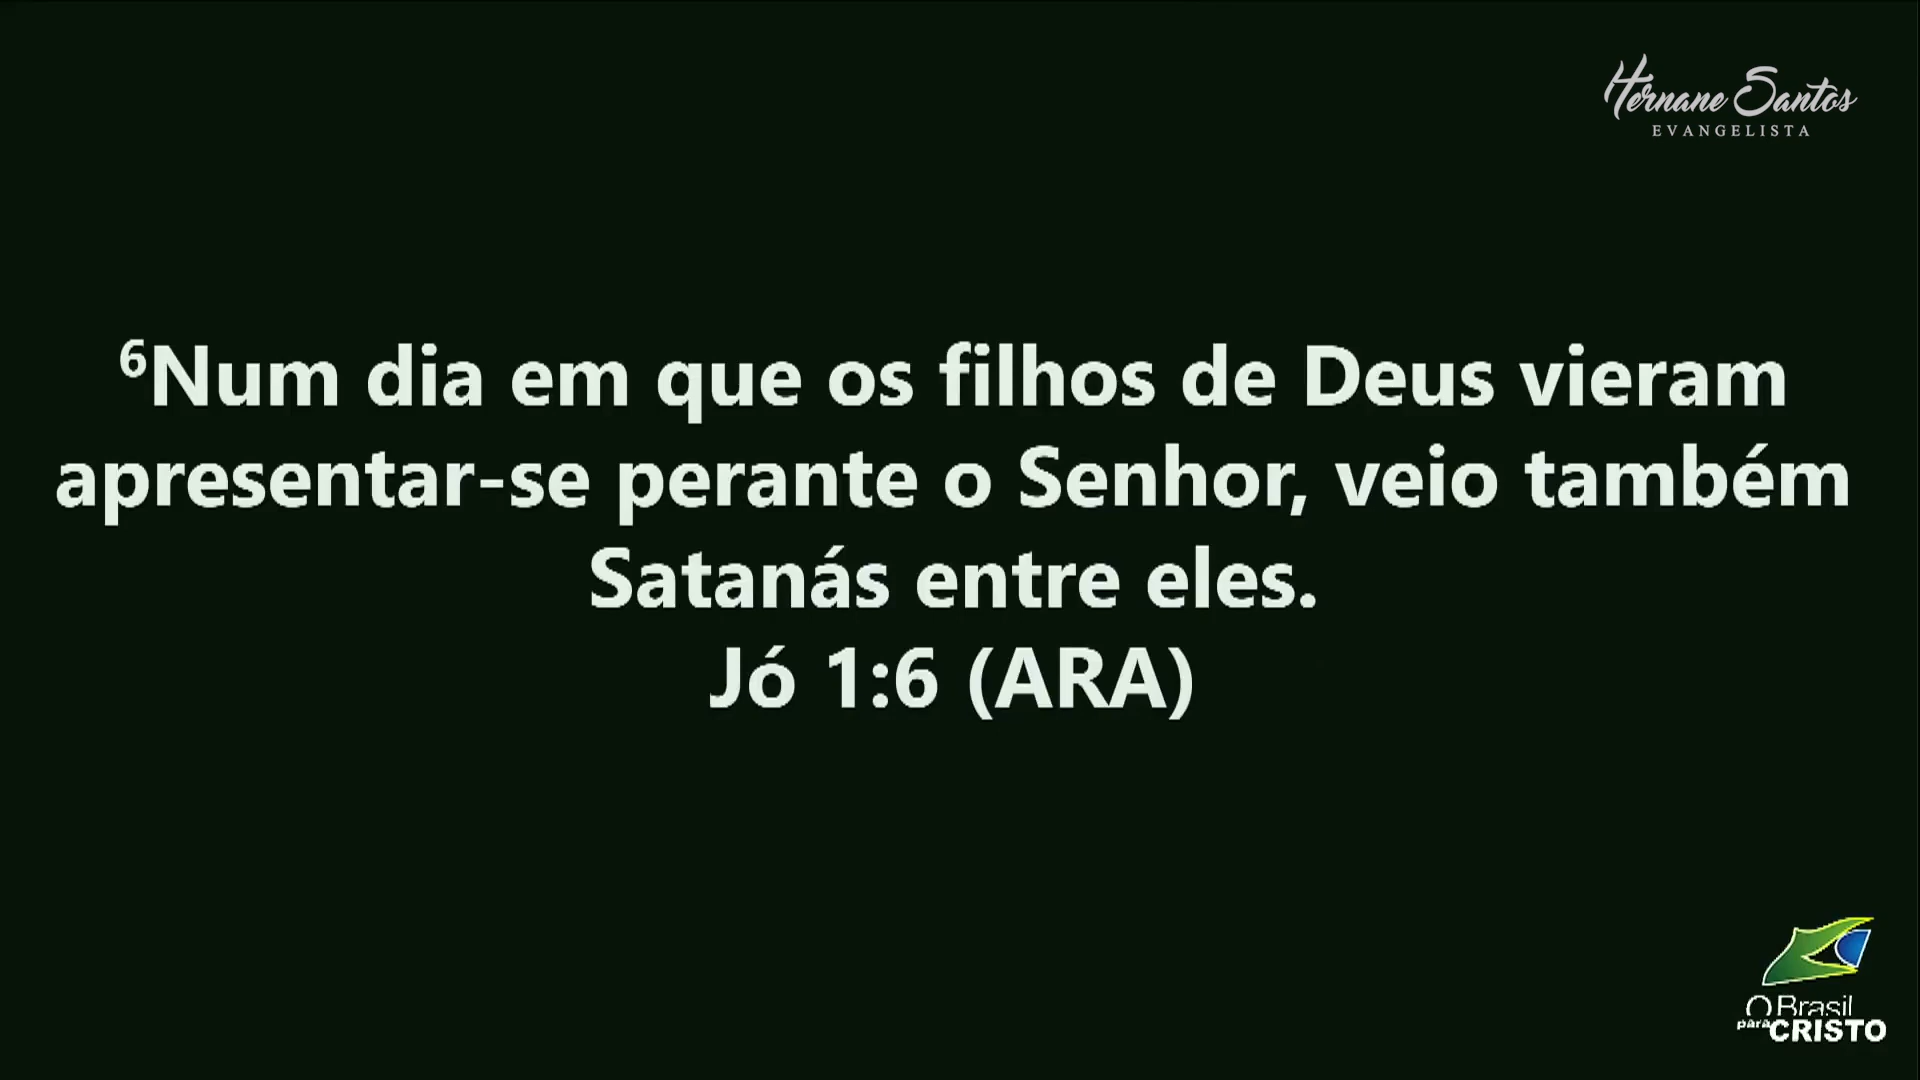 Hernane Santos
EVANGELISTA
⁶Num dia em que os filhos de Deus vieram
apresentar-se perante o Senhor, veio também
Satanás entre eles.
Jó 1:6 (ARA)
O Brasil
para CRISTO